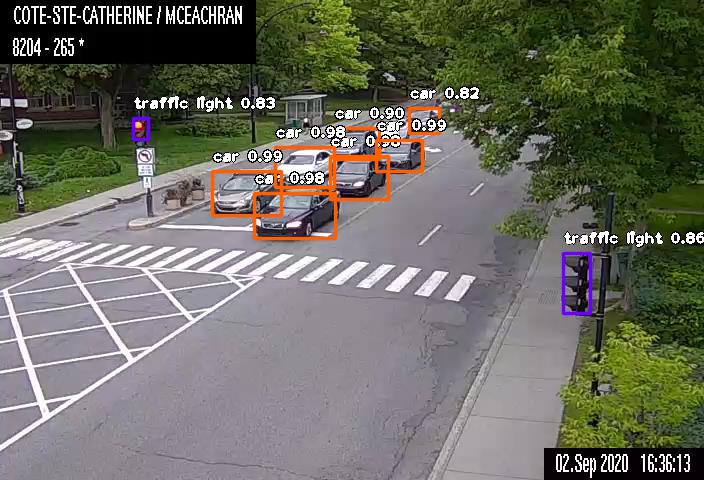 COTE-STE-CATHERINE / MCEACHRAN
8204 - 265 *
traffic light 0.83
car 0.82
car 0.90
car 0.99
car 0.98
car 0.98
car 0.99
car 0.98
traffic light 0.86
02.Sep 2020 16:36:13